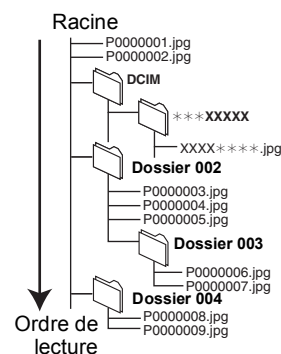 Racine
P0000001.jpg
P0000002.jpg
DCIM
∗∗∗XXXXX
XXXX∗∗∗∗.jpg
Dossier 002
P0000003.jpg
P0000004.jpg
P0000005.jpg
Dossier 003
P0000006.jpg
P0000007.jpg
Dossier 004
P0000008.jpg
P0000009.jpg
Ordre de
lecture